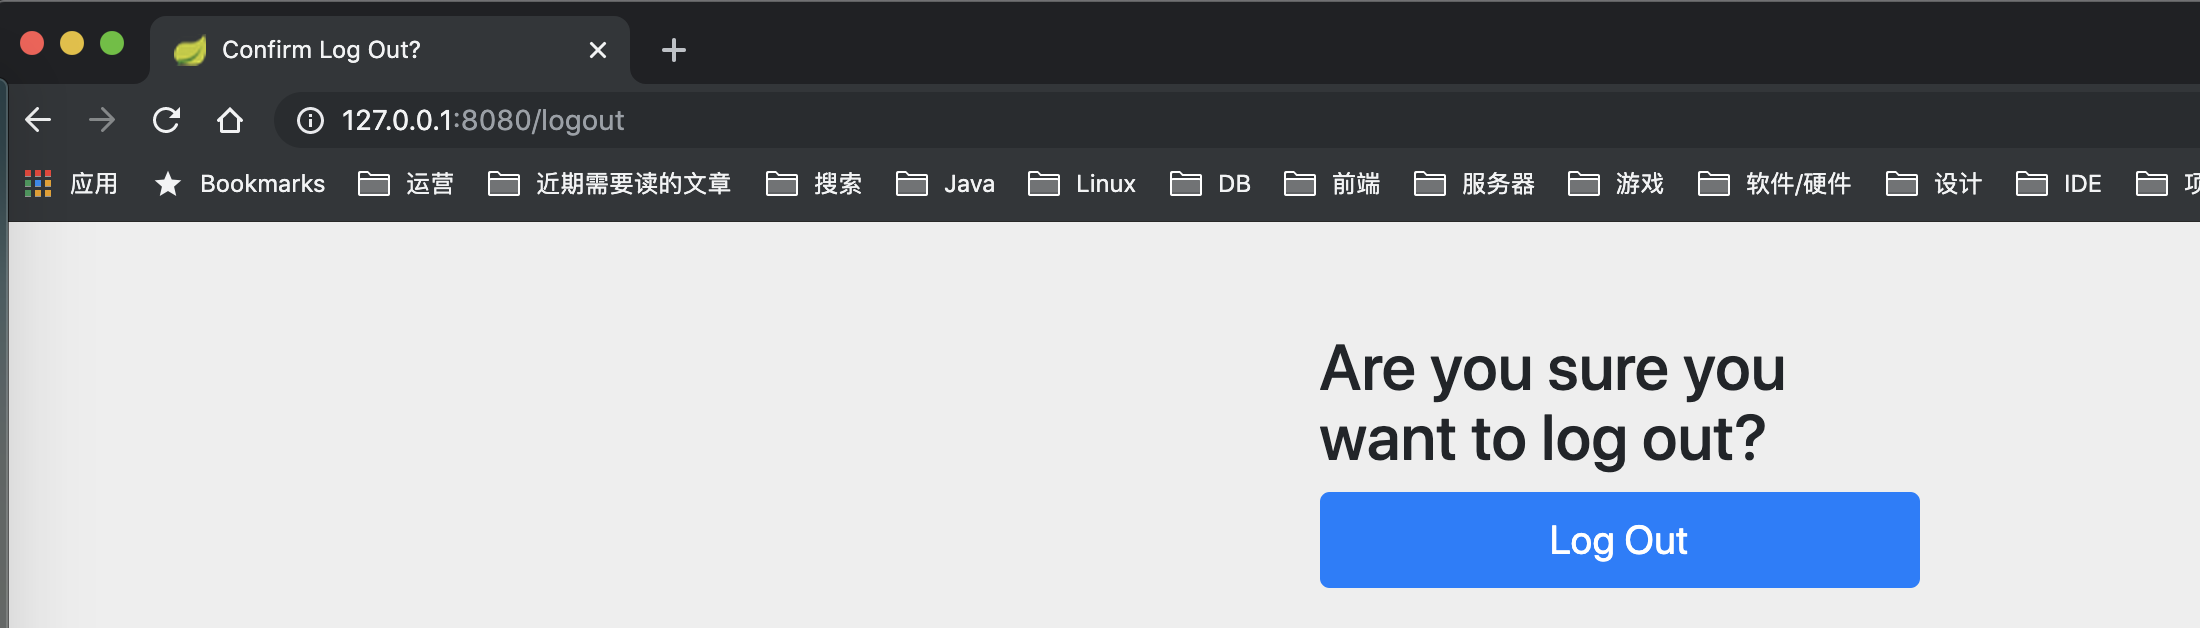 Confirm Log Out?
127.0.0.1:8080/logout
应用 Bookmarks 运营 近期需要读的文章 搜索 Java Linux DB 前端 服务器 游戏 软件/硬件 设计 IDE
Are you sure you
want to log out?
Log Out